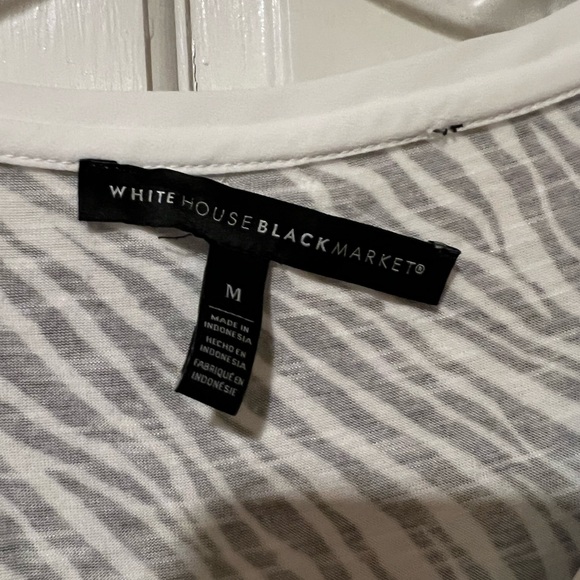 WHITE HOUSE BLACK MARKET®
M
MADE IN
INDONESIA
HECHO EN
INDONESIA
FABRIQUÉ EN
INDONÉSIE